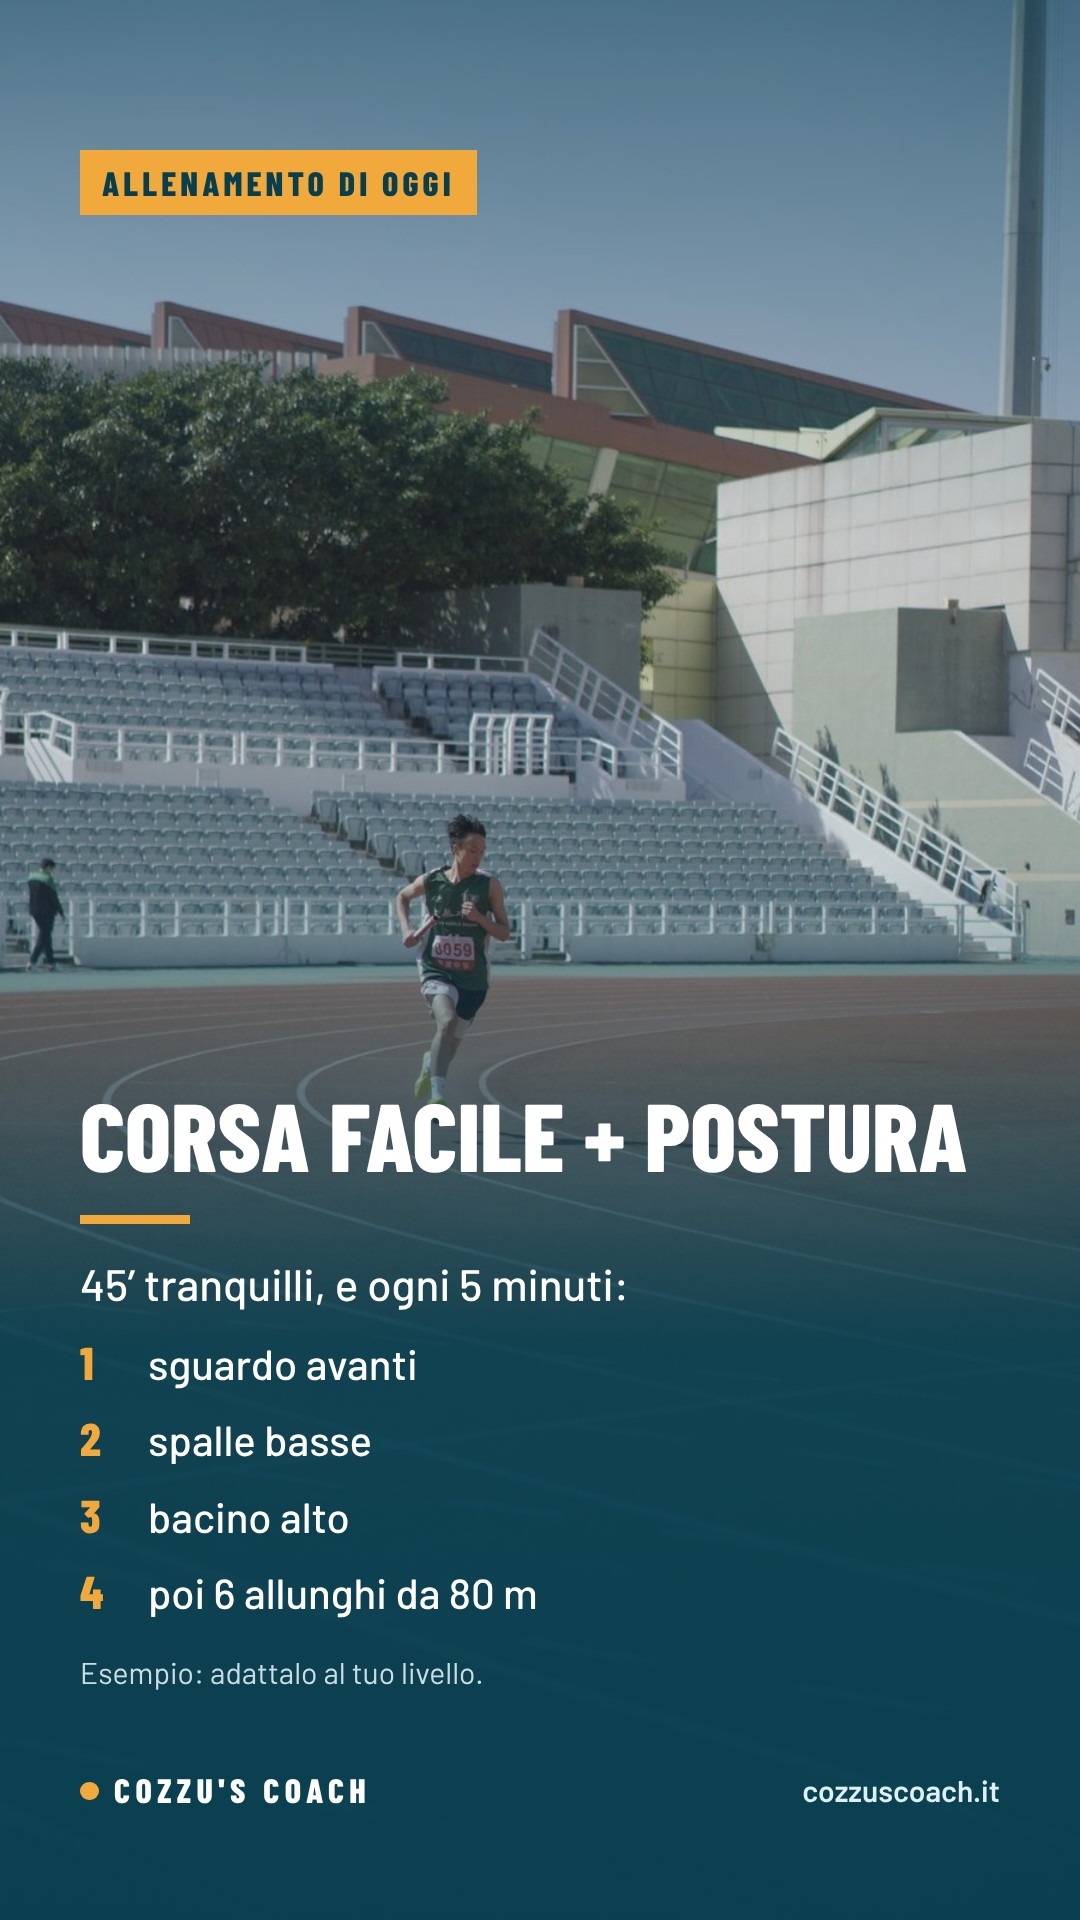 ALLENAMENTO DI OGGI
CORSA FACILE + POSTURA
45’ tranquilli, e ogni 5 minuti:
1 sguardo avanti
2 spalle basse
3 bacino alto
4 poi 6 allunghi da 80 m
Esempio: adattalo al tuo livello.
COZZU'S COACH
cozzuscoach.it